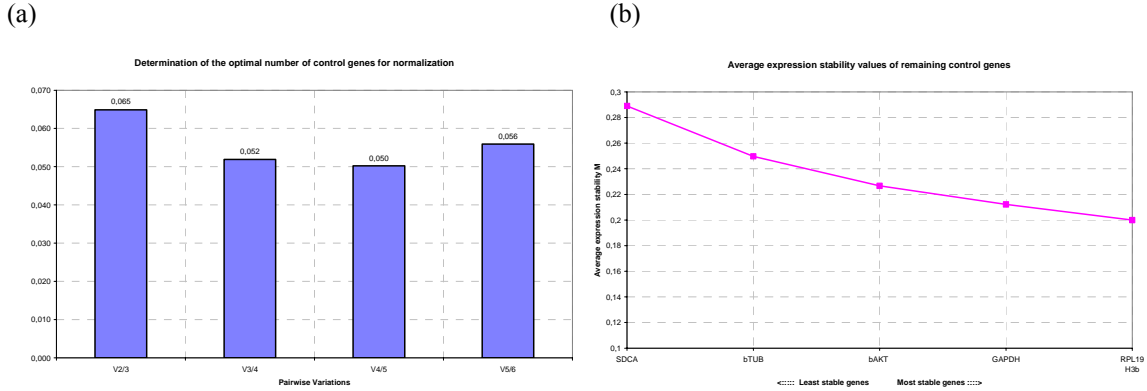 (a)
(b)
Determination of the optimal number of control genes for normalization
0,070
0,060
0,050
0,040
0,030
0,020
0,010
0,000
0,065
0,052
0,050
0,056
V2/3
V3/4
V4/5
V5/6
Pairwise Variations
Average expression stability values of remaining control genes
Average expression stability M
0,3
0,28
0,26
0,24
0,22
0,2
0,18
0,16
0,14
0,12
0,1
SDCA
bTUB
bAKT
GAPDH
RPL19
H3b
<::::: Least stable genes Most stable genes ::::>